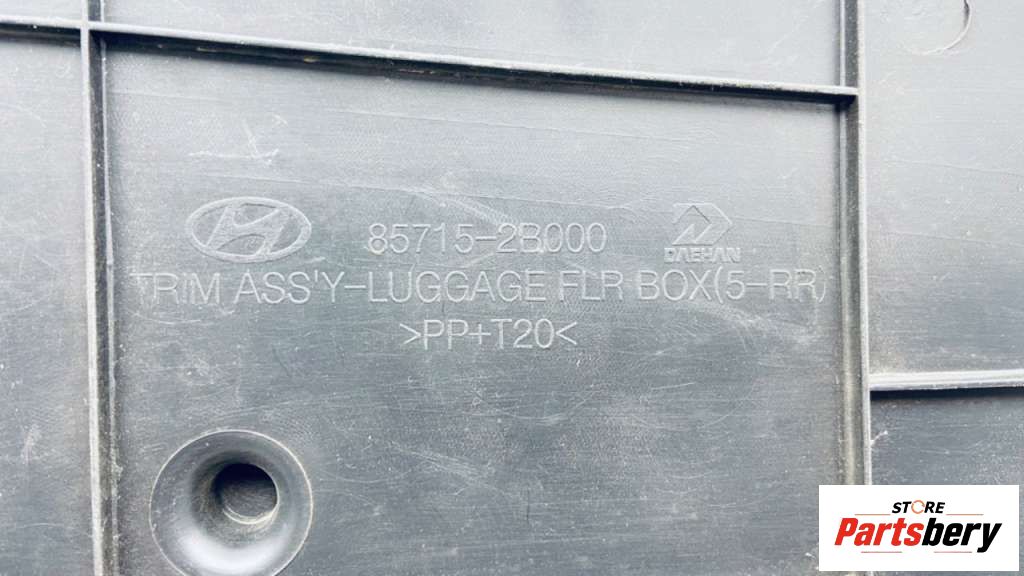 85715-2B000
DAEHAN
TRIM ASS'Y-LUGGAGE FLR BOX(5-RR)
>PP+T20<
STORE
Partsbery